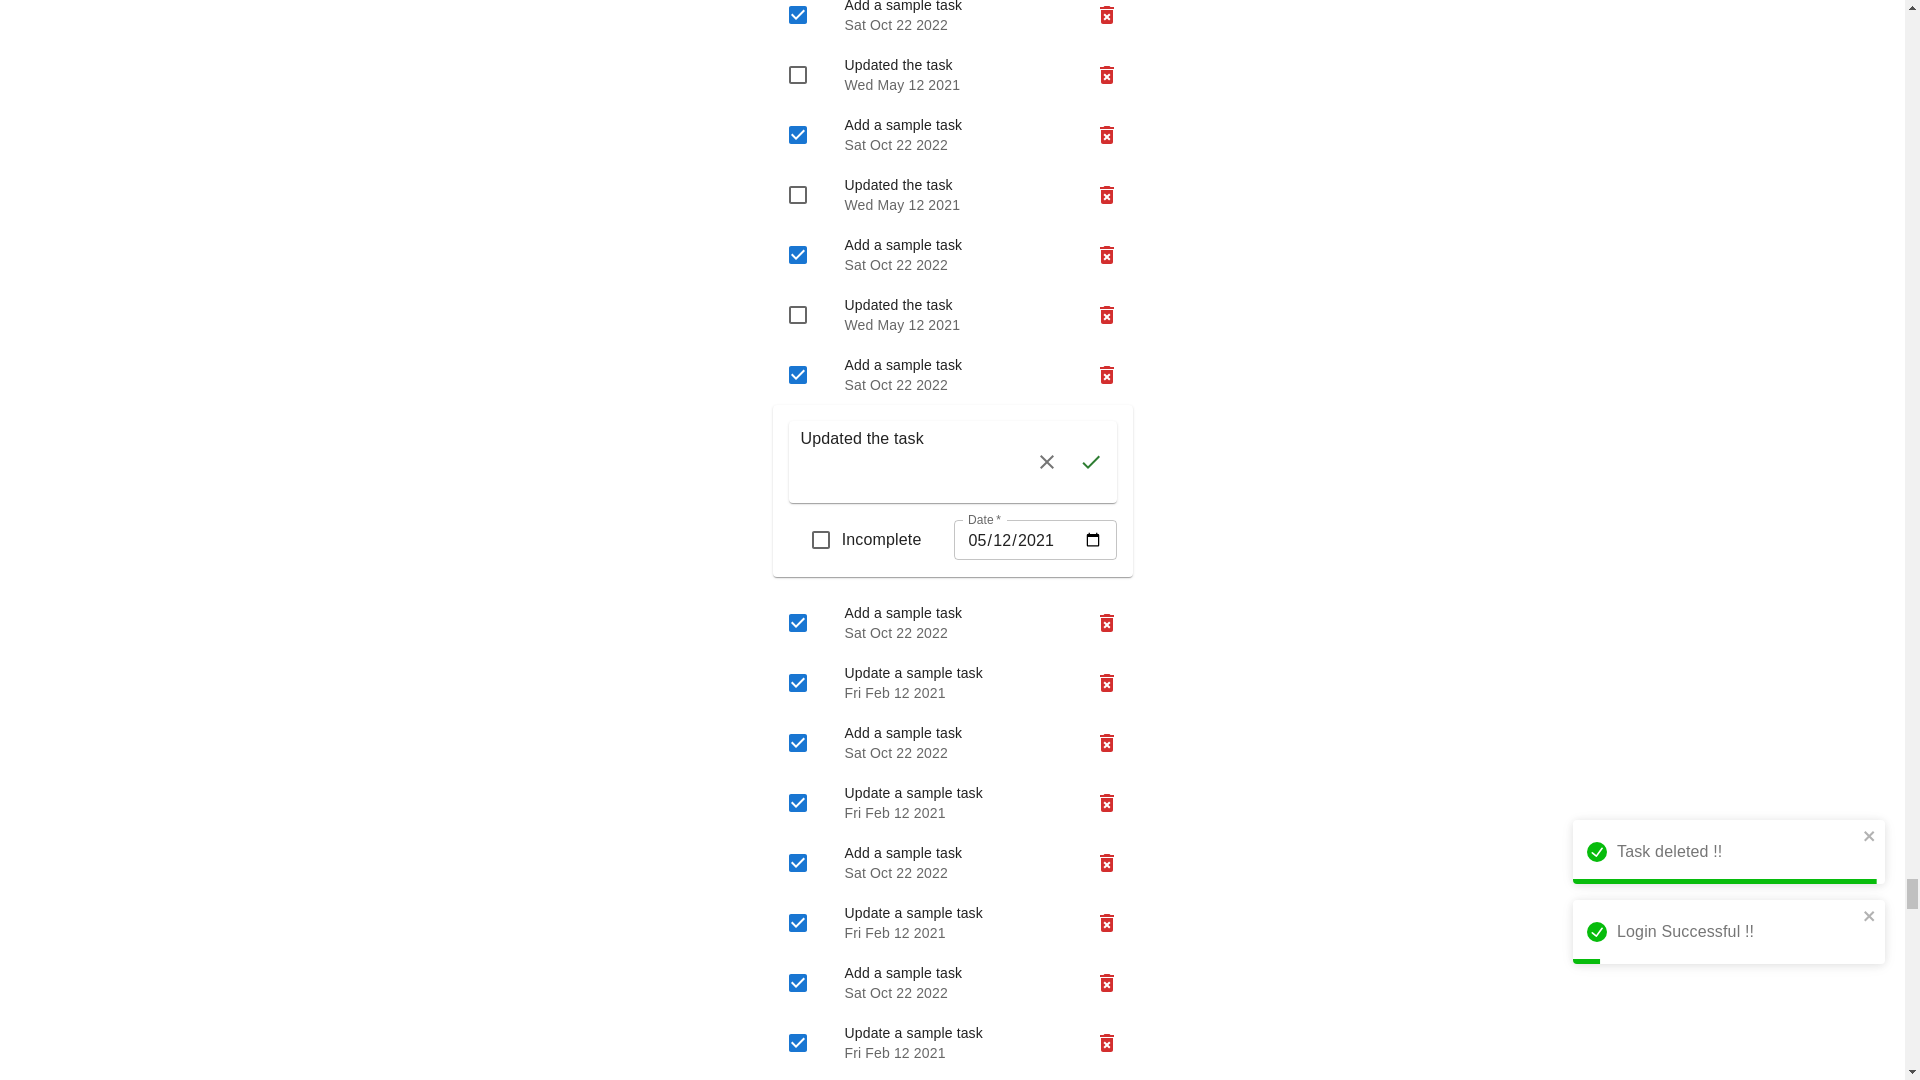 Add a sample task
Sat Oct 22 2022
Updated the task
Wed May 12 2021
Add a sample task
Sat Oct 22 2022
Updated the task
Wed May 12 2021
Add a sample task
Sat Oct 22 2022
Updated the task
Wed May 12 2021
Add a sample task
Sat Oct 22 2022
Updated the task
Incomplete
Date *
05/12/2021
Add a sample task
Sat Oct 22 2022
Update a sample task
Fri Feb 12 2021
Add a sample task
Sat Oct 22 2022
Update a sample task
Fri Feb 12 2021
Add a sample task
Sat Oct 22 2022
Update a sample task
Fri Feb 12 2021
Add a sample task
Sat Oct 22 2022
Update a sample task
Fri Feb 12 2021
Task deleted !!
Login Successful !!